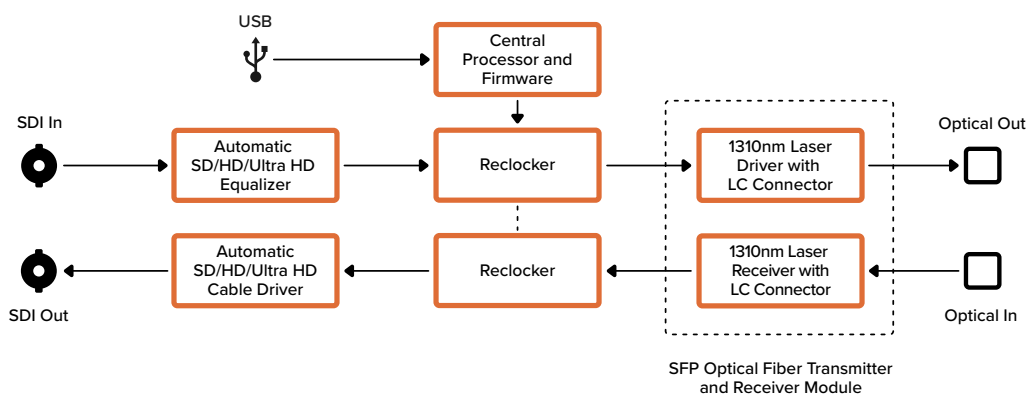 USB
Central
Processor and
Firmware
SDI In
Automatic
SD/HD/Ultra HD
Equalizer
Reclocker
1310nm Laser
Driver with
LC Connector
Optical Out
SDI Out
Automatic
SD/HD/Ultra HD
Cable Driver
Reclocker
1310nm Laser
Receiver with
LC Connector
Optical In
SFP Optical Fiber Transmitter
and Receiver Module